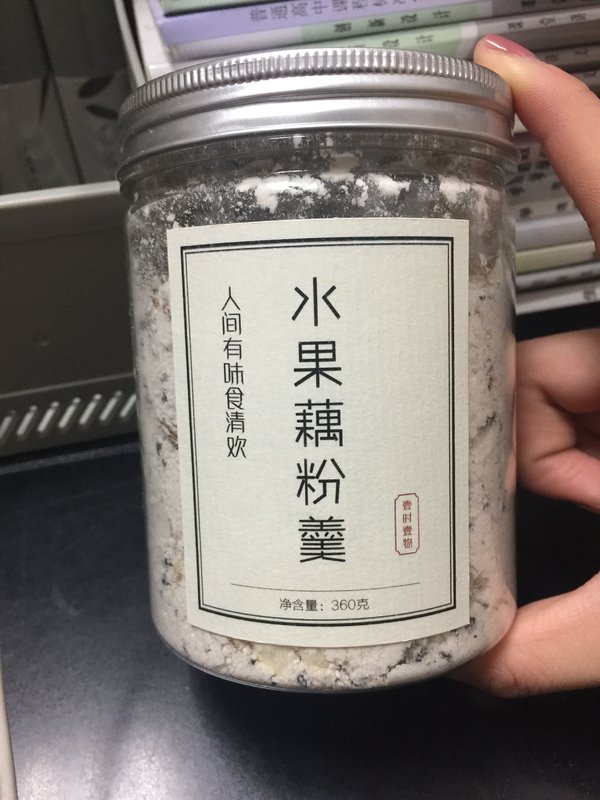 水果藕粉羹
人间有味食清欢
壹时壹物
净含量：360克